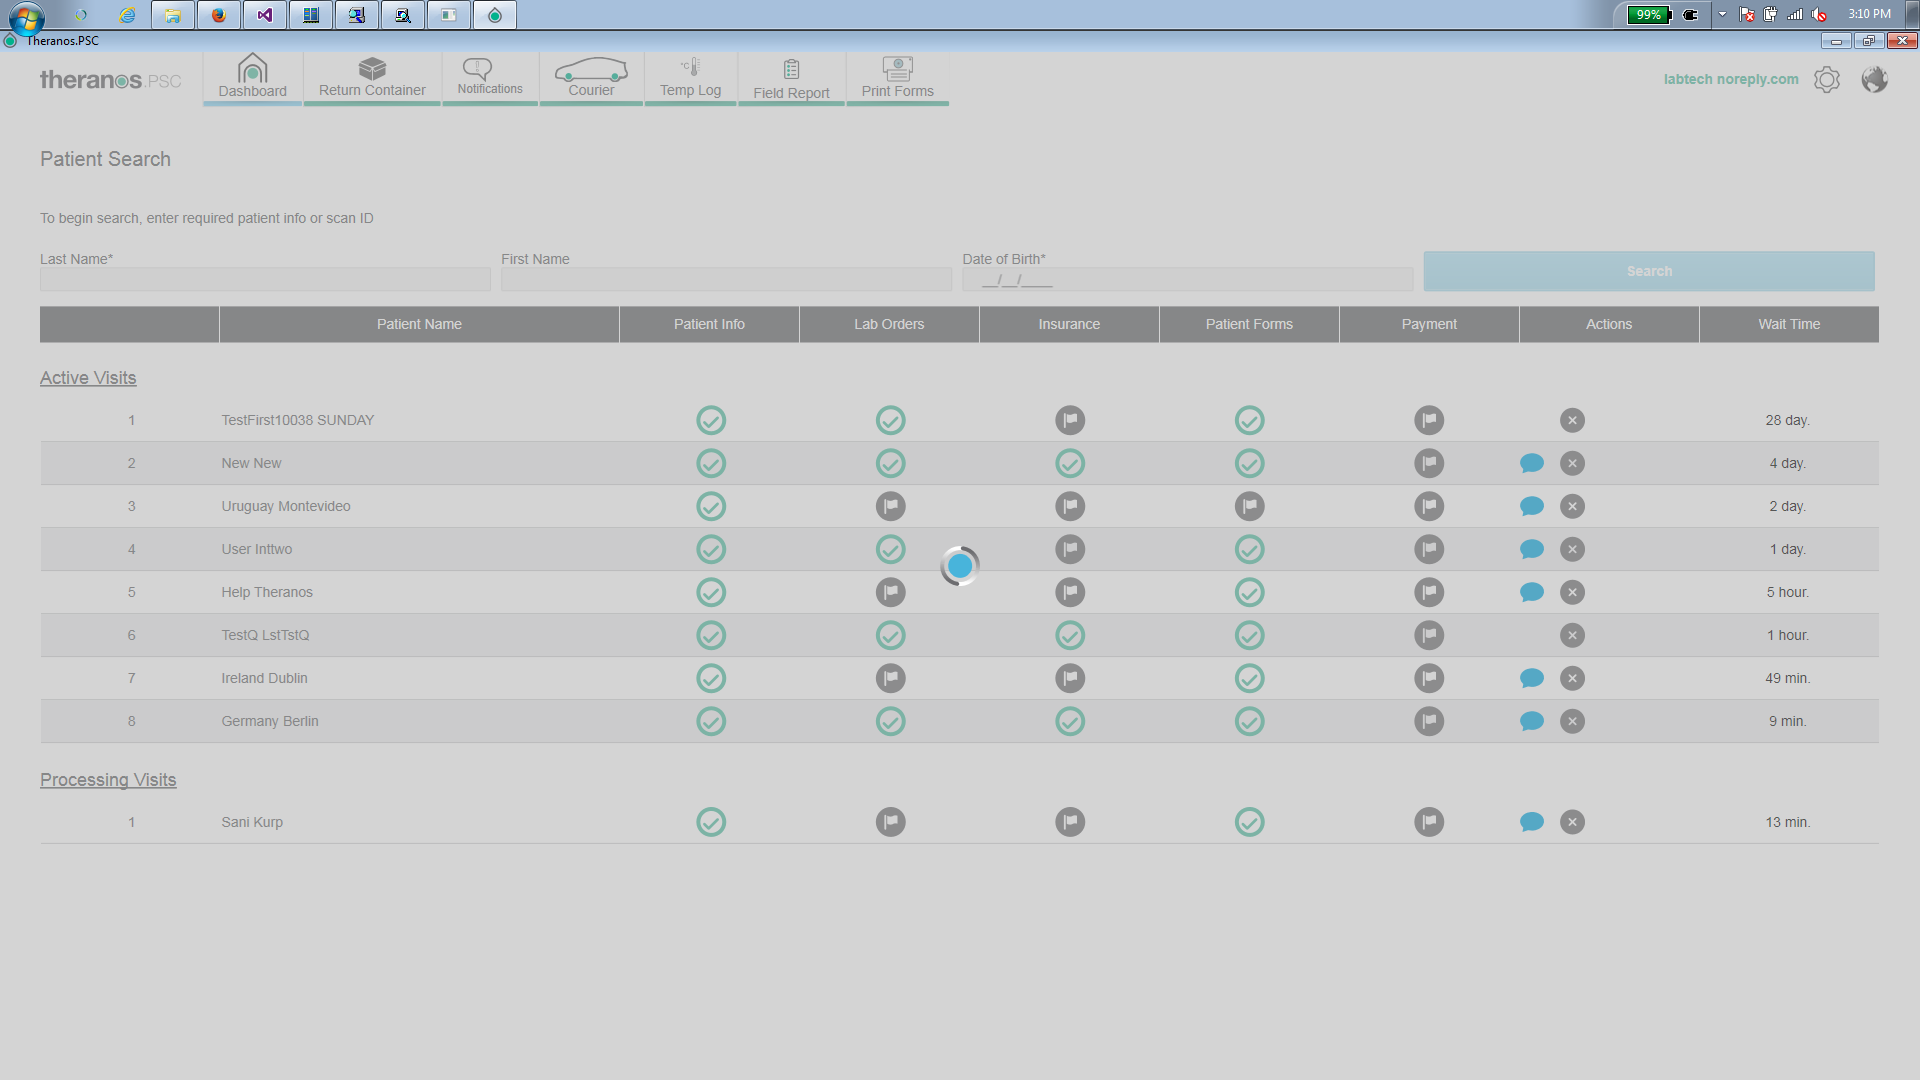 99%
3:10 PM
Theranos.PSC
theranos.PSC
Dashboard
Return Container
Notifications
Courier
°C
Temp Log
Field Report
Print Forms
labtech noreply.com
Patient Search
To begin search, enter required patient info or scan ID
Last Name*
First Name
Date of Birth*
__/__/____
Search
Patient Name Patient Info Lab Orders Insurance Patient Forms Payment Actions Wait Time
Active Visits
1 TestFirst10038 SUNDAY 28 day.
2 New New 4 day.
3 Uruguay Montevideo 2 day.
4 User Inttwo 1 day.
5 Help Theranos 5 hour.
6 TestQ LstTstQ 1 hour.
7 Ireland Dublin 49 min.
8 Germany Berlin 9 min.
Processing Visits
1 Sani Kurp 13 min.